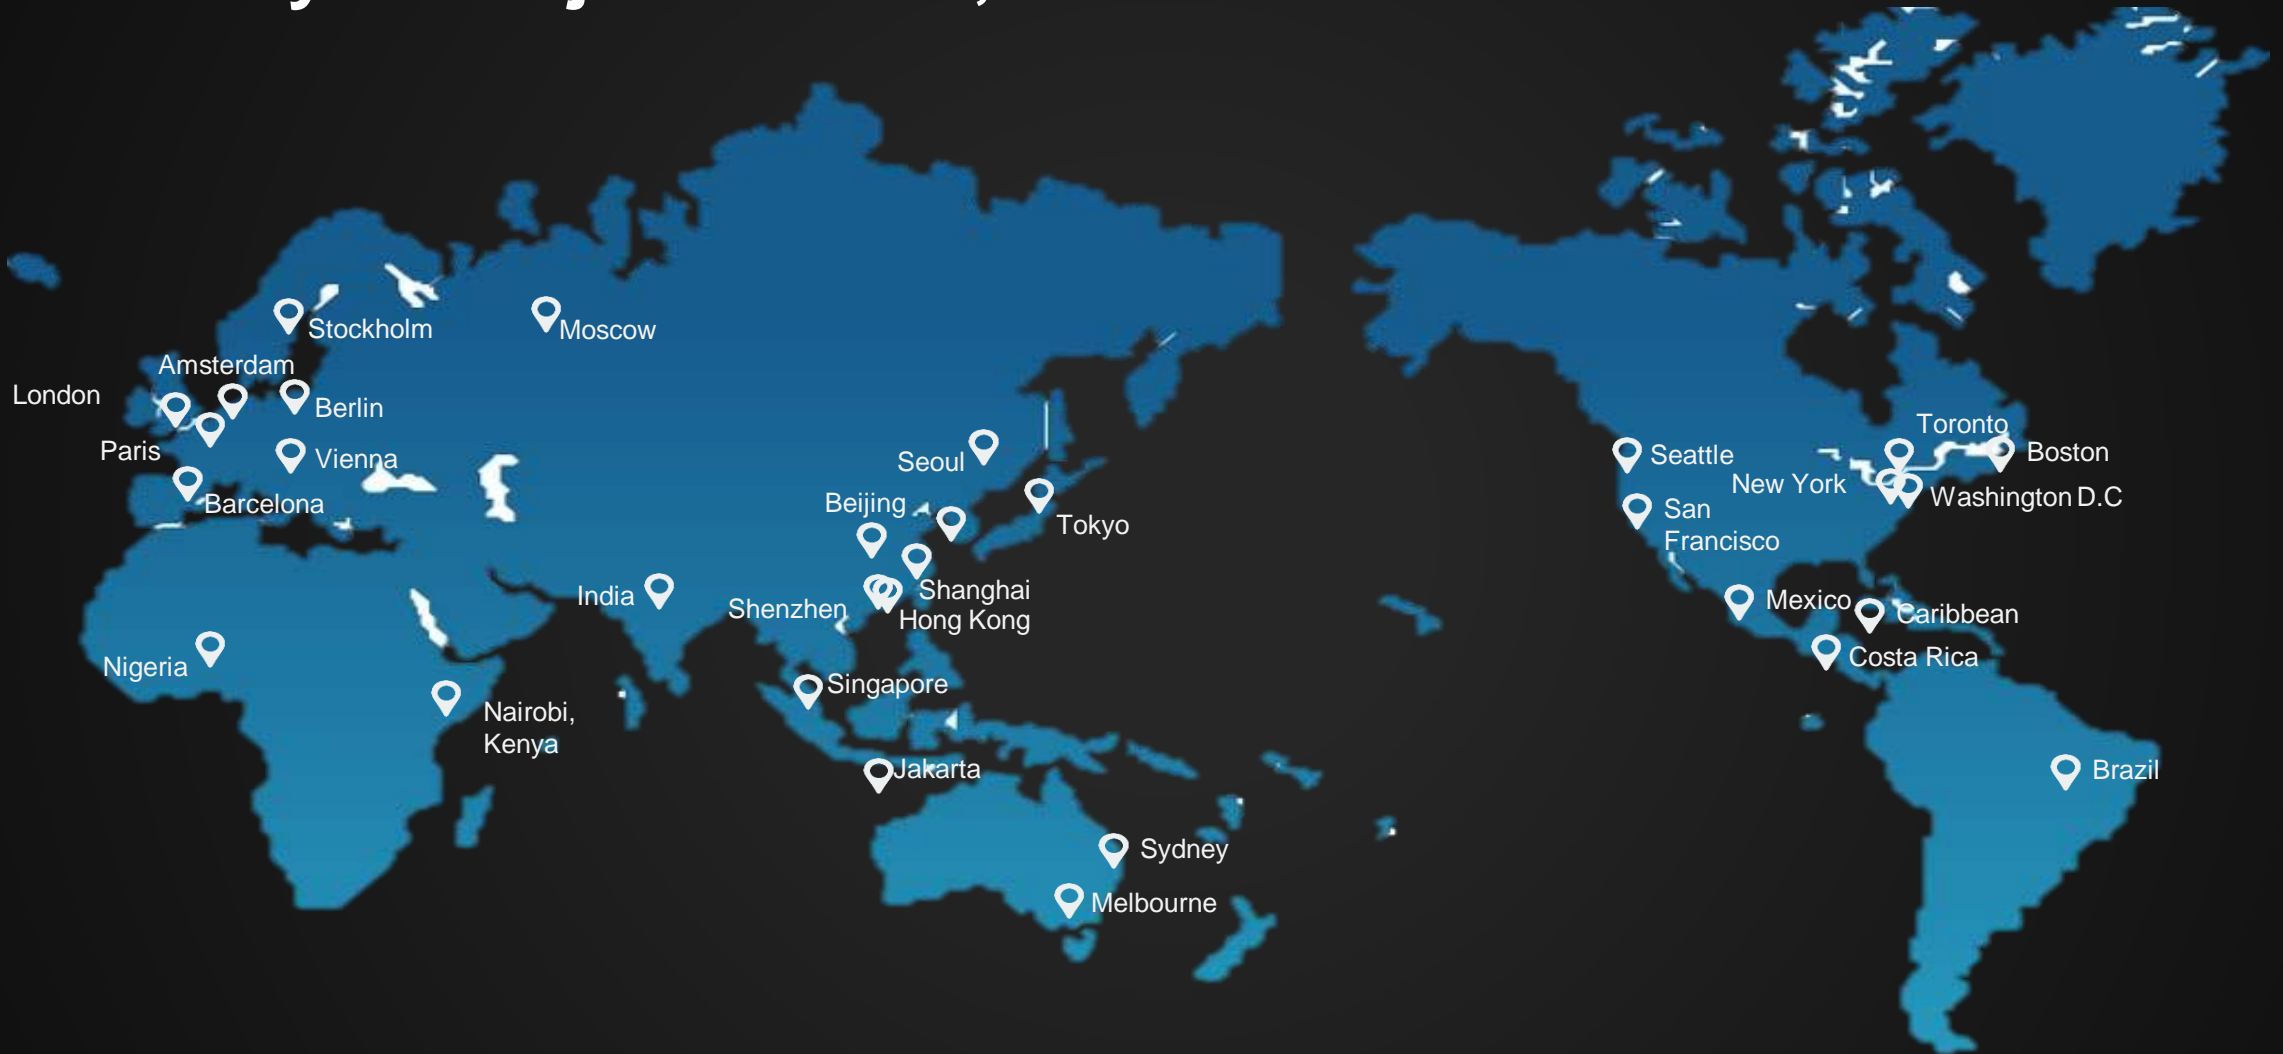 Stockholm
Moscow
Amsterdam
London
Berlin
Paris
Vienna
Barcelona
Seoul
Beijing
Tokyo
India
Shenzhen
Shanghai
Hong Kong
Nigeria
Nairobi,
Kenya
Singapore
Jakarta
Sydney
Melbourne
Toronto
Seattle
Boston
New York
Washington D.C
San
Francisco
Mexico
Caribbean
Costa Rica
Brazil